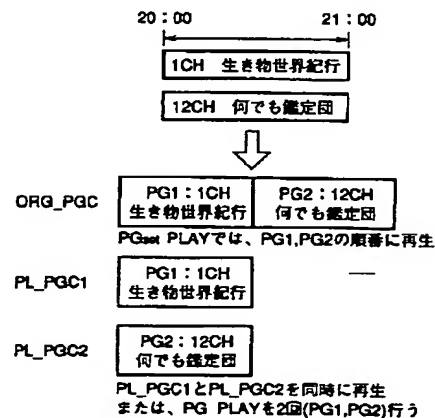 20：00 21：00
1CH 生き物世界紀行
12CH 何でも鑑定団
ORG_PGC
PG1：1CH
生き物世界紀行
PG2：12CH
何でも鑑定団
PGset PLAYでは、PG1,PG2の順番に再生
PL_PGC1
PG1：1CH
生き物世界紀行
PL_PGC2
PG2：12CH
何でも鑑定団
PL_PGC1とPL_PGC2を同時に再生
または、PG PLAYを2回(PG1,PG2)行う